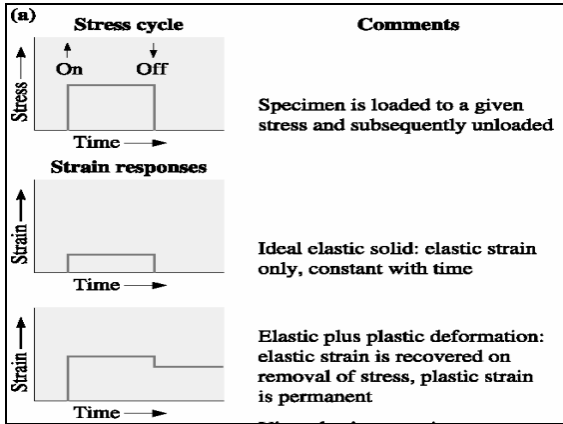 (a)
Stress cycle
Comments
On
Off
Stress
Time
Specimen is loaded to a given
stress and subsequently unloaded
Strain responses
Strain
Time
Ideal elastic solid: elastic strain
only, constant with time
Strain
Time
Elastic plus plastic deformation:
elastic strain is recovered on
removal of stress, plastic strain
is permanent